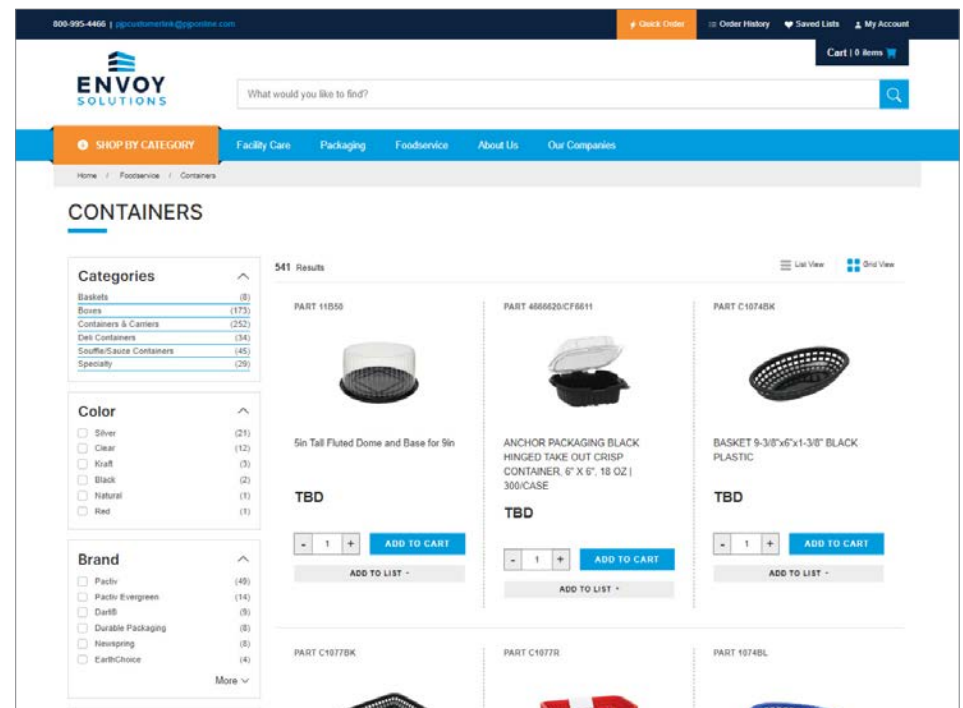 800-995-4466 | pjpcustomerlink@pjponline.com
Quick Order
Order History
Saved Lists
My Account
Cart | 0 items
ENVOY
SOLUTIONS
What would you like to find?
SHOP BY CATEGORY
Facility Care
Packaging
Foodservice
About Us
Our Companies
Home / Foodservice / Containers
CONTAINERS
Categories
Baskets (8)
Boxes (173)
Containers & Carriers (252)
Deli Containers (34)
Souffle/Sauce Containers (45)
Specialty (29)
Color
Silver (21)
Clear (12)
Kraft (3)
Black (2)
Natural (1)
Red (1)
Brand
Pactiv (49)
Pactiv Evergreen (14)
Dart® (9)
Durable Packaging (8)
Newspring (8)
EarthChoice (4)
More
541 Results
List View
Grid View
PART 11B50
5in Tall Fluted Dome and Base for 9in
TBD
- 1 +
ADD TO CART
ADD TO LIST
PART 4666620/CF6611
ANCHOR PACKAGING BLACK
HINGED TAKE OUT CRISP
CONTAINER, 6" X 6", 18 OZ |
300/CASE
TBD
- 1 +
ADD TO CART
ADD TO LIST
PART C1074BK
BASKET 9-3/8"x6"x1-3/8" BLACK
PLASTIC
TBD
- 1 +
ADD TO CART
ADD TO LIST
PART C1077BK
PART C1077R
PART 1074BL